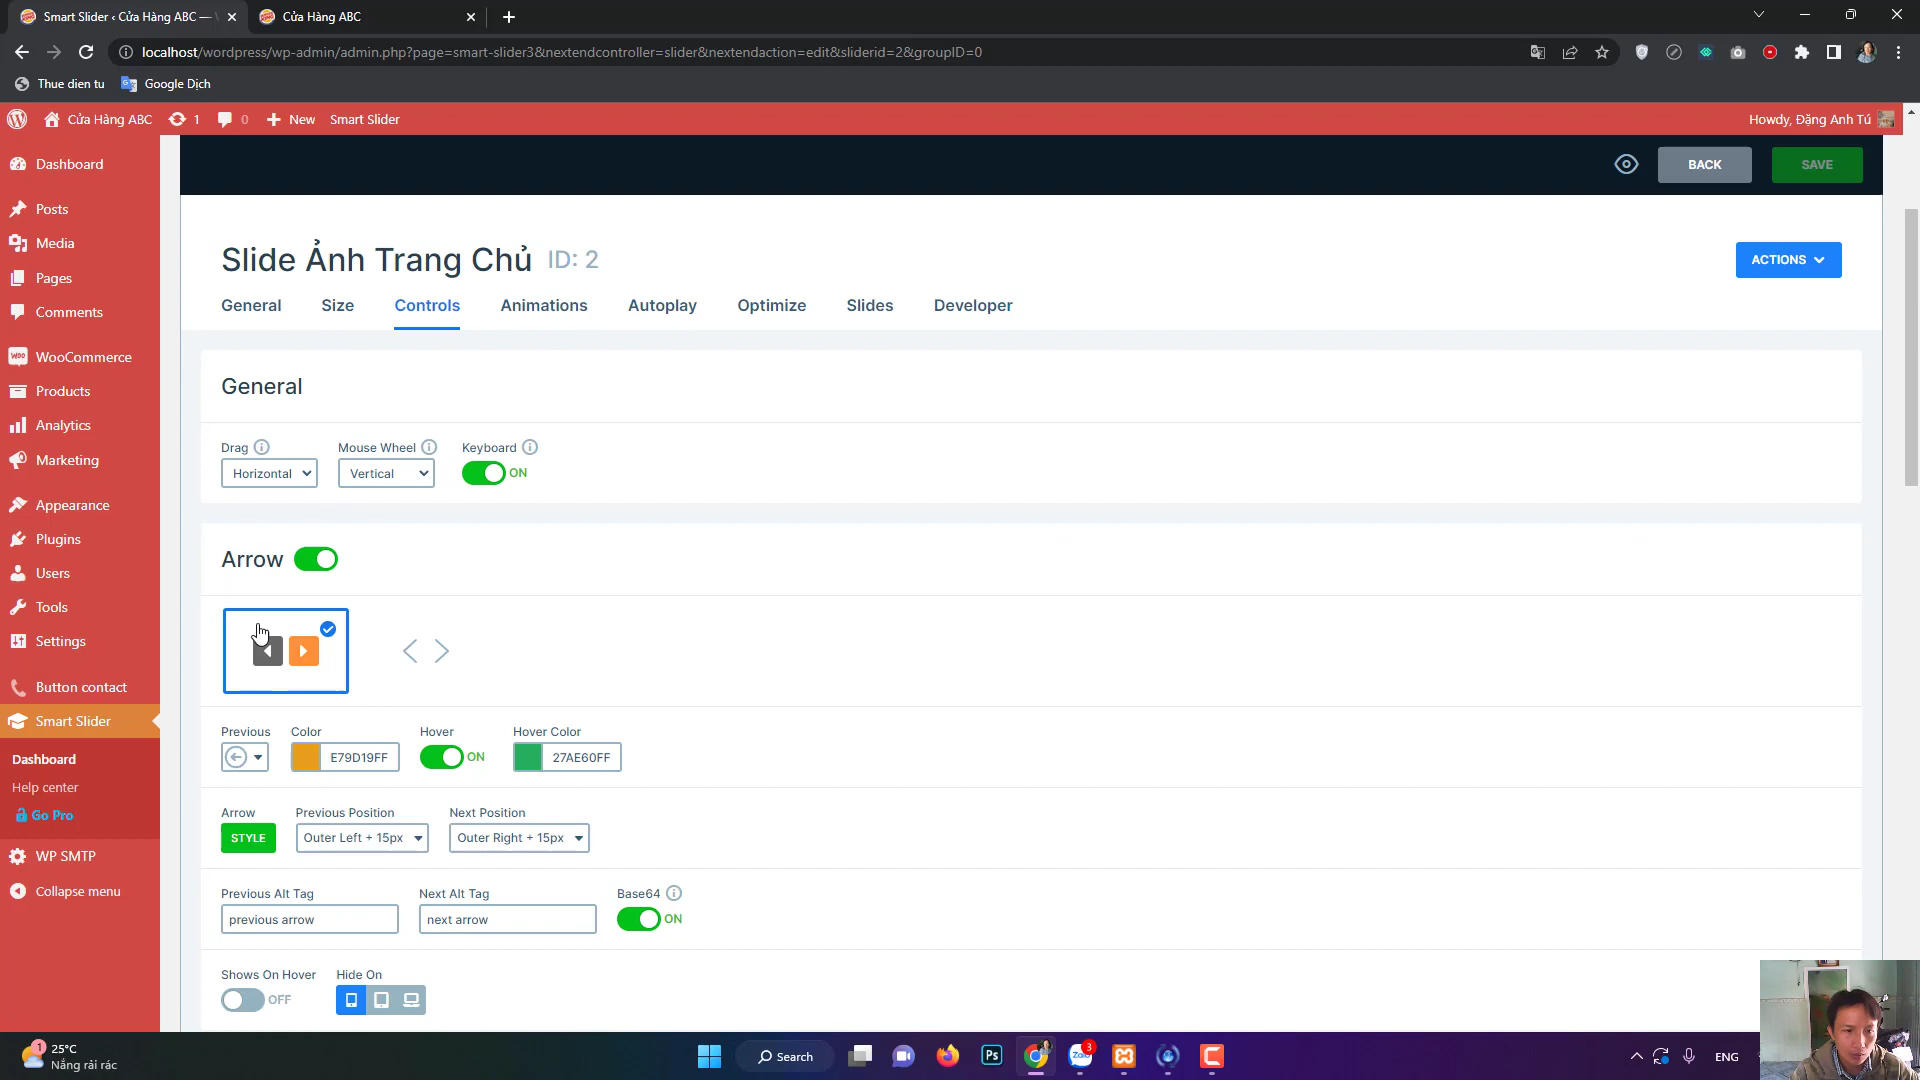 Smart Slider ‹ Cửa Hàng ABC —
Cửa Hàng ABC
localhost/wordpress/wp-admin/admin.php?page=smart-slider3&nextendcontroller=slider&nextendaction=edit&sliderid=2&groupID=0
Thue dien tu
Google Dịch
Cửa Hàng ABC
1
0
New
Smart Slider
Howdy, Đặng Anh Tú
Dashboard
Posts
Media
Pages
Comments
WooCommerce
Products
Analytics
Marketing
Appearance
Plugins
Users
Tools
Settings
Button contact
Smart Slider
Dashboard
Help center
Go Pro
WP SMTP
Collapse menu
BACK
SAVE
Slide Ảnh Trang Chủ ID: 2
ACTIONS
General
Size
Controls
Animations
Autoplay
Optimize
Slides
Developer
General
Drag
Mouse Wheel
Keyboard
Horizontal
Vertical
ON
Arrow
Previous
Color
Hover
Hover Color
E79D19FF
ON
27AE60FF
Arrow
Previous Position
Next Position
STYLE
Outer Left + 15px
Outer Right + 15px
Previous Alt Tag
Next Alt Tag
Base64
previous arrow
next arrow
ON
Shows On Hover
Hide On
OFF
1
25°C
Nắng rải rác
Search
Ps
Zalo
3
ENG